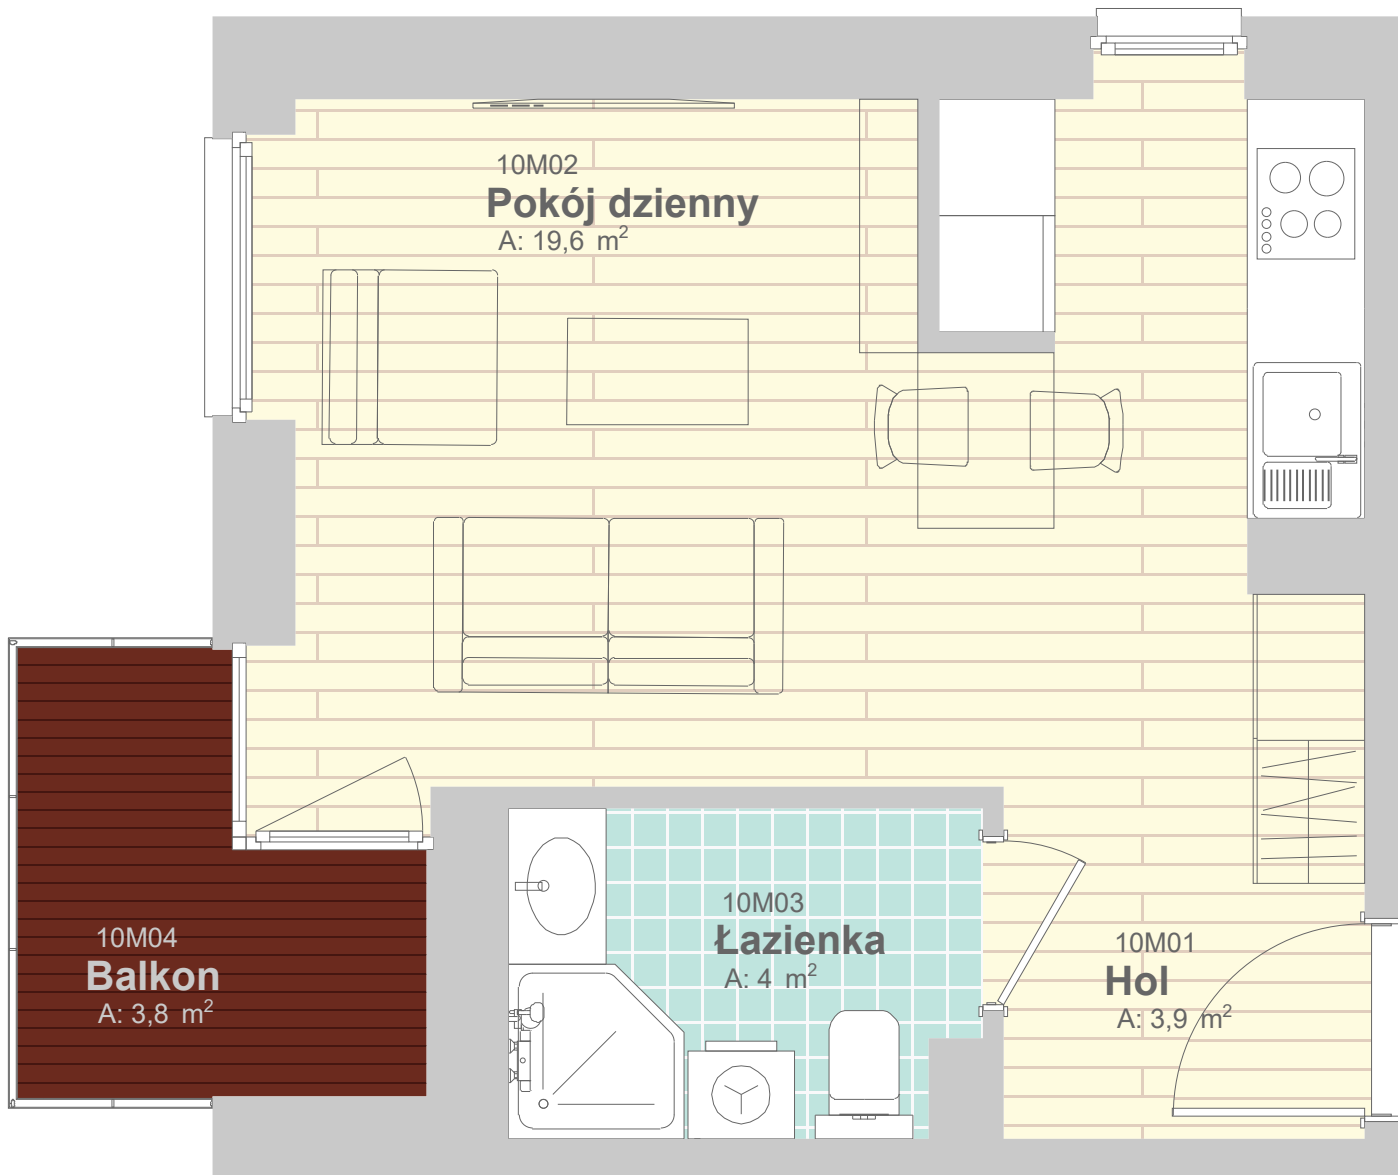 10M02
Pokój dzienny
A: 19,6 m²
10M03
Łazienka
A: 4 m²
10M04
Balkon
A: 3,8 m²
10M01
Hol
A: 3,9 m²